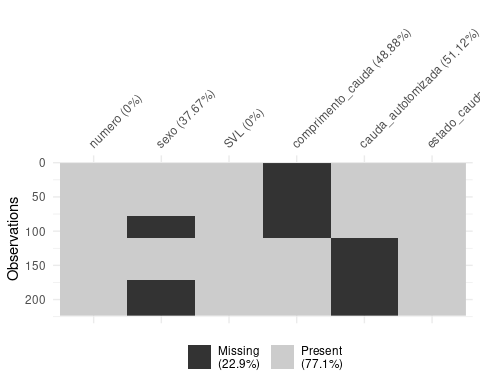 numero (0%)
sexo (37.67%)
SVL (0%)
comprimento_cauda (48.88%)
cauda_autotomizada (51.12%)
estado_cauda
Observations
0
50
100
150
200
Missing
(22.9%)
Present
(77.1%)